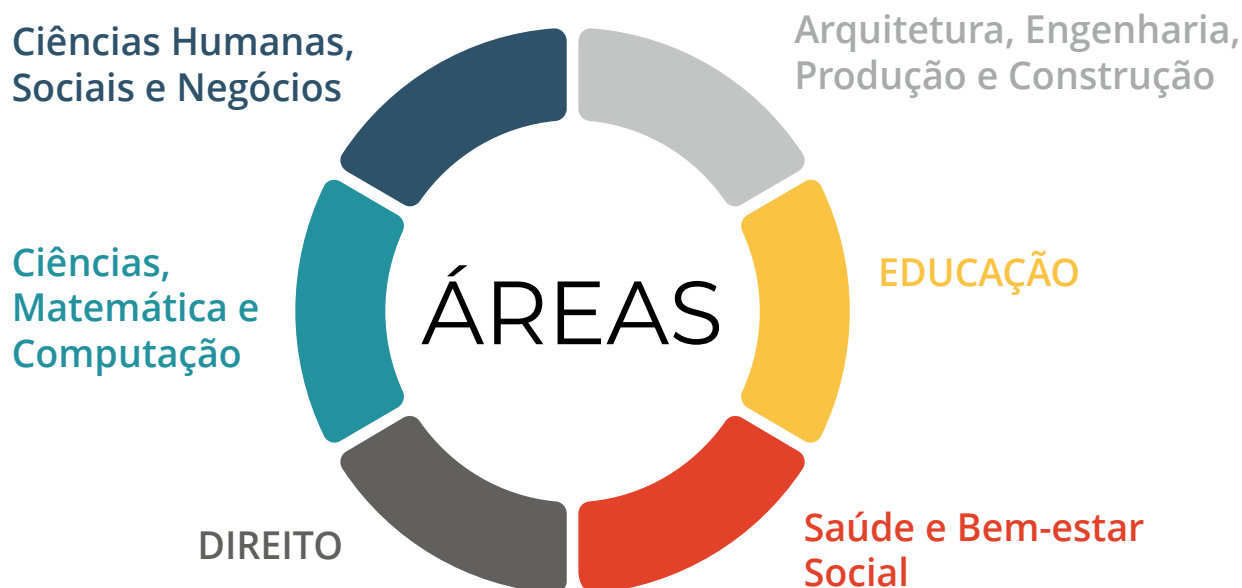 Ciências Humanas,
Sociais e Negócios
Arquitetura, Engenharia,
Produção e Construção
Ciências,
Matemática e
Computação
ÁREAS
EDUCAÇÃO
DIREITO
Saúde e Bem-estar
Social